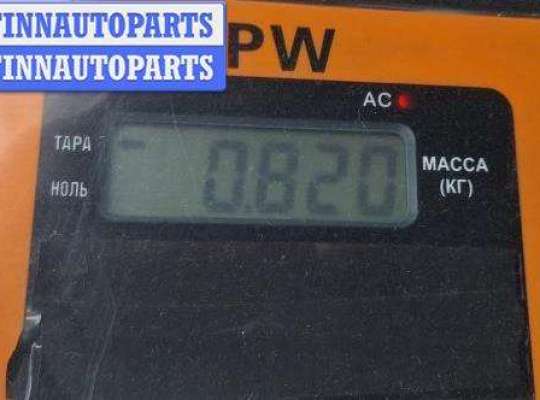 FINNAUTOPARTS
FINNAUTOPARTS
PW
AC
ТАРА
0.820
МАССА
НОЛЬ
(КГ)